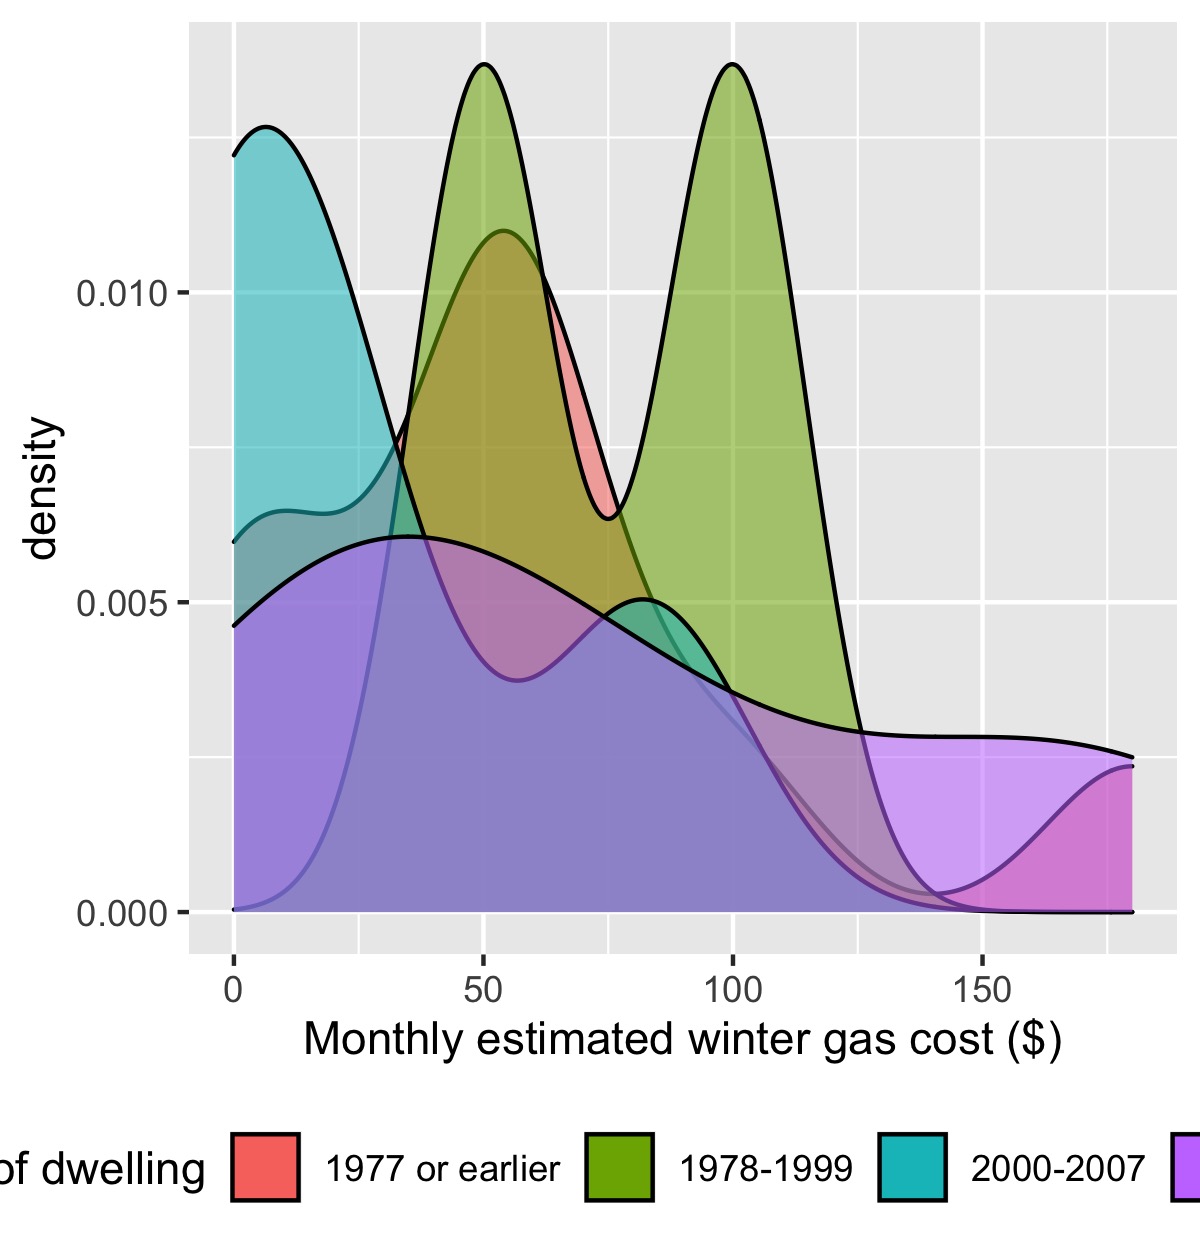 density
0.010
0.005
0.000
0 50 100 150
Monthly estimated winter gas cost ($)
of dwelling 1977 or earlier 1978-1999 2000-2007